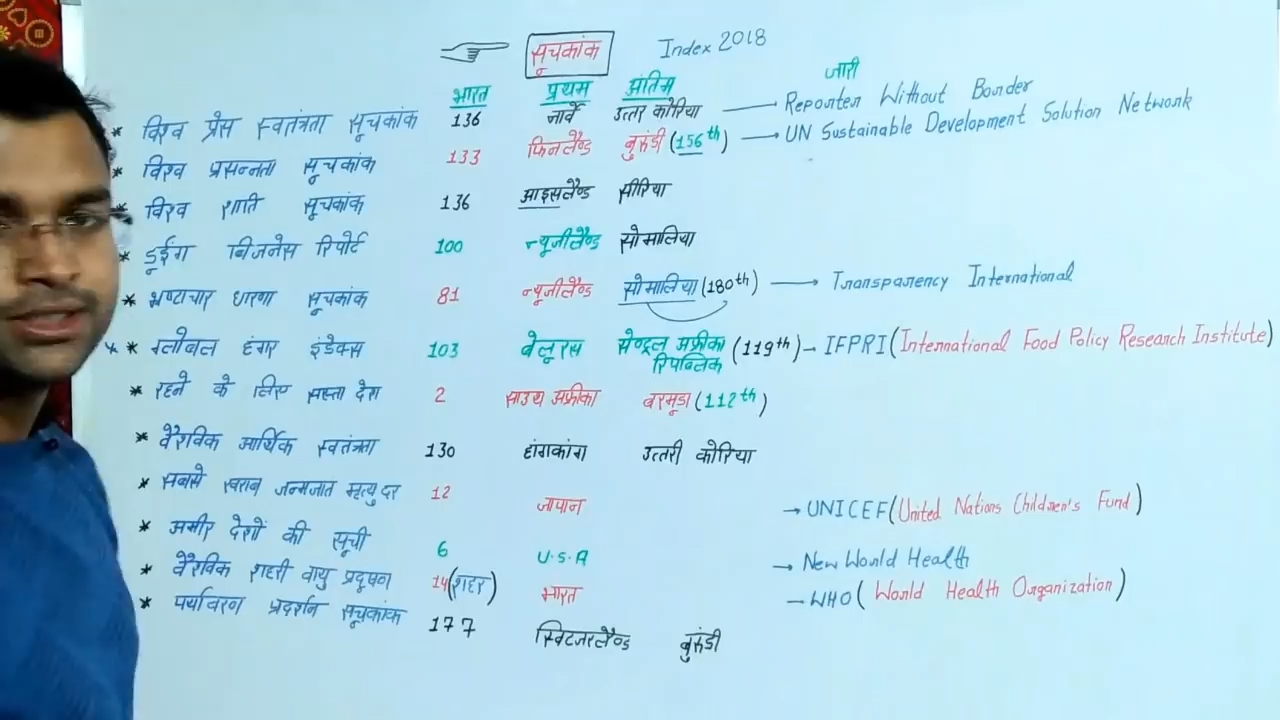 सूचकांक Index 2018
भारत प्रथम अंतिम जारी
* विश्व प्रेस स्वतंत्रता सूचकांक 136 नार्वे उत्तर कोरिया — Reporter Without Border
* विश्व प्रसन्नता सूचकांक 133 फिनलैण्ड बुरुंडी (156th) → UN Sustainable Development Solution Network
* विश्व शांति सूचकांक 136 आइसलैण्ड सीरिया
* डूईंग बिजनेस रिपोर्ट 100 न्यूजीलैण्ड सोमालिया
* भ्रष्टाचार धारणा सूचकांक 81 न्यूजीलैण्ड सोमालिया (180th) → Transparency International
* ग्लोबल हंगर इंडेक्स 103 बेलूरस सेण्ट्रल अफ्रीका रिपब्लिक (119th) – IFPRI (International Food Policy Research Institute)
* रहने के लिए सस्ता देश 2 साउथ अफ्रीका बरमूडा (112th)
* वैश्विक आर्थिक स्वतंत्रता 130 हांगकांग उत्तरी कोरिया
* सबसे खराब जन्मजात मृत्यु दर 12 जापान → UNICEF (United Nations Children's Fund)
* अमीर देशों की सूची 6 U.S.A → New World Health
* वैश्विक शहरी वायु प्रदूषण 14 (शहर) भारत – WHO (World Health Organization)
* पर्यावरण प्रदर्शन सूचकांक 177 स्विटजरलैण्ड बुरुंडी